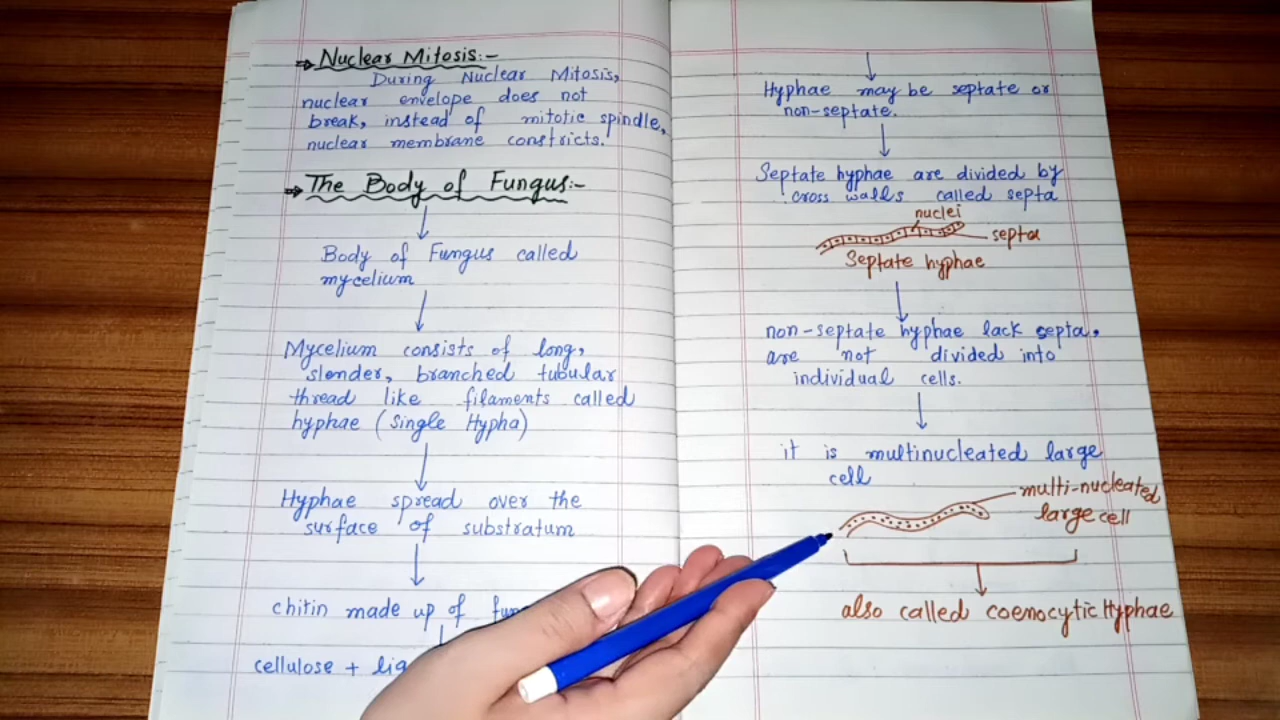 ⇒ Nuclear Mitosis:-
During Nuclear Mitosis,
nuclear envelope does not
break, instead of mitotic spindle,
nuclear membrane constricts.
⇒ The Body of Fungus:-
Body of Fungus called
mycelium
Mycelium consists of long,
slender, branched tubular
thread like filaments called
hyphae (Single Hypha)
Hyphae spread over the
surface of substratum
chitin made up of
cellulose +
Hyphae may be septate or
non-septate.
Septate hyphae are divided by
cross walls called septa
nuclei
septa
Septate hyphae
non-septate hyphae lack septa,
are not divided into
individual cells.
it is multinucleated large
cell
multi-nucleated
large cell
also called coenocytic Hyphae